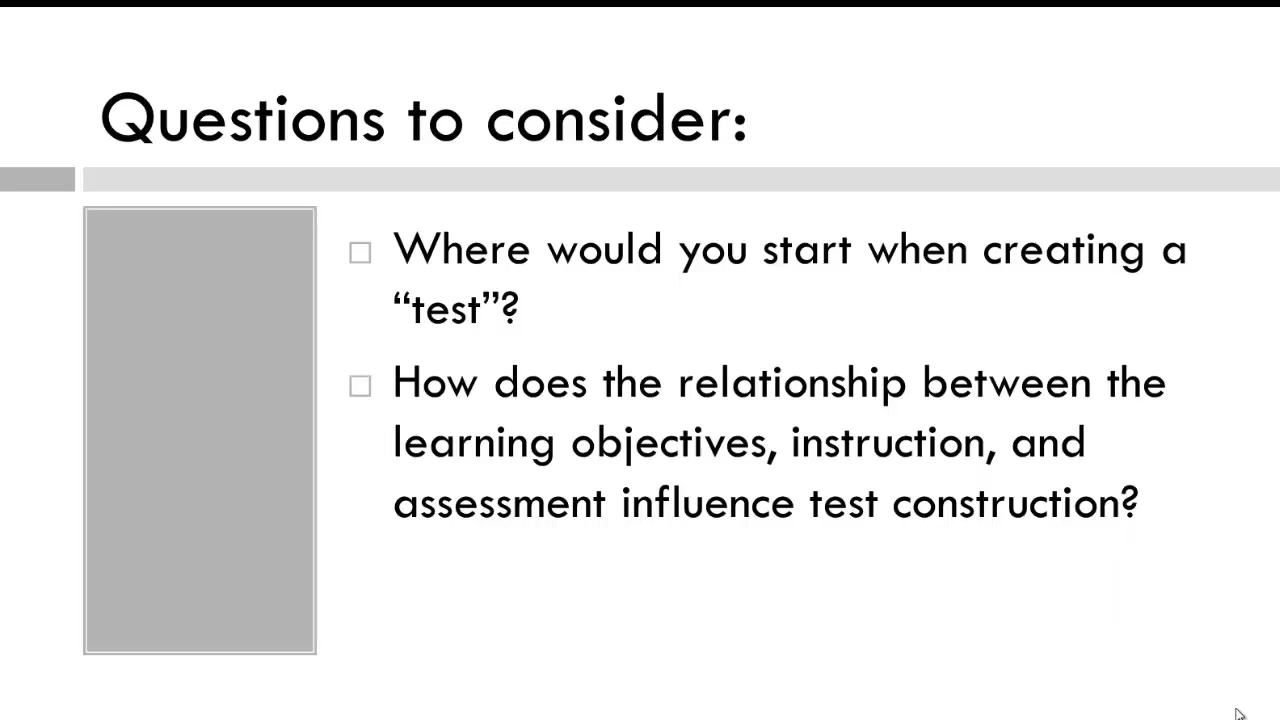 Questions to consider:
Where would you start when creating a
“test”?
How does the relationship between the
learning objectives, instruction, and
assessment influence test construction?